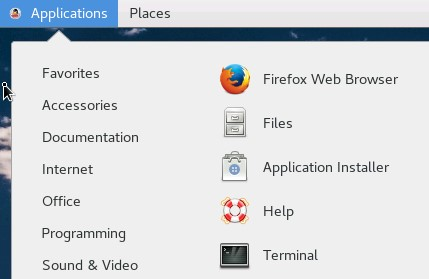 Applications Places
Favorites
Accessories
Documentation
Internet
Office
Programming
Sound & Video
Firefox Web Browser
Files
Application Installer
Help
Terminal